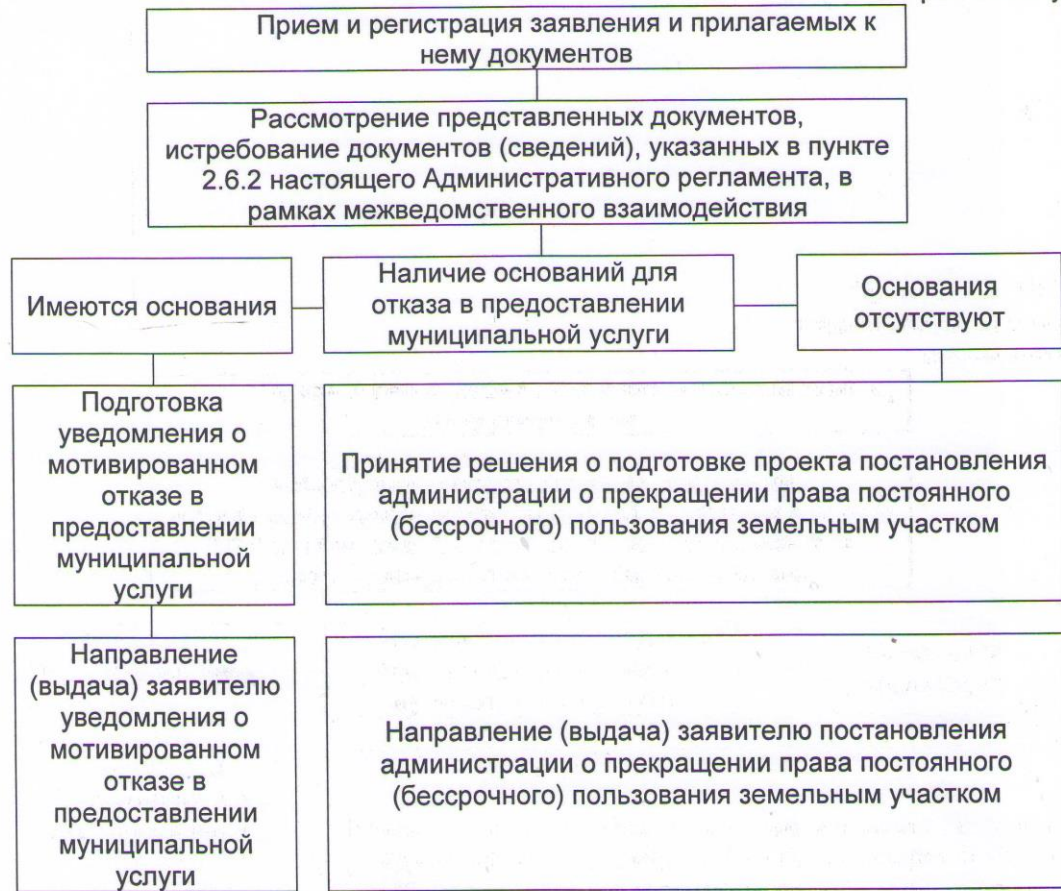 Прием и регистрация заявления и прилагаемых к
нему документов
Рассмотрение представленных документов,
истребование документов (сведений), указанных в пункте
2.6.2 настоящего Административного регламента, в
рамках межведомственного взаимодействия
Имеются основания
Наличие оснований для
отказа в предоставлении
муниципальной услуги
Основания
отсутствуют
Подготовка
уведомления о
мотивированном
отказе в
предоставлении
муниципальной
услуги
Принятие решения о подготовке проекта постановления
администрации о прекращении права постоянного
(бессрочного) пользования земельным участком
Направление
(выдача) заявителю
уведомления о
мотивированном
отказе в
предоставлении
муниципальной
услуги
Направление (выдача) заявителю постановления
администрации о прекращении права постоянного
(бессрочного) пользования земельным участком